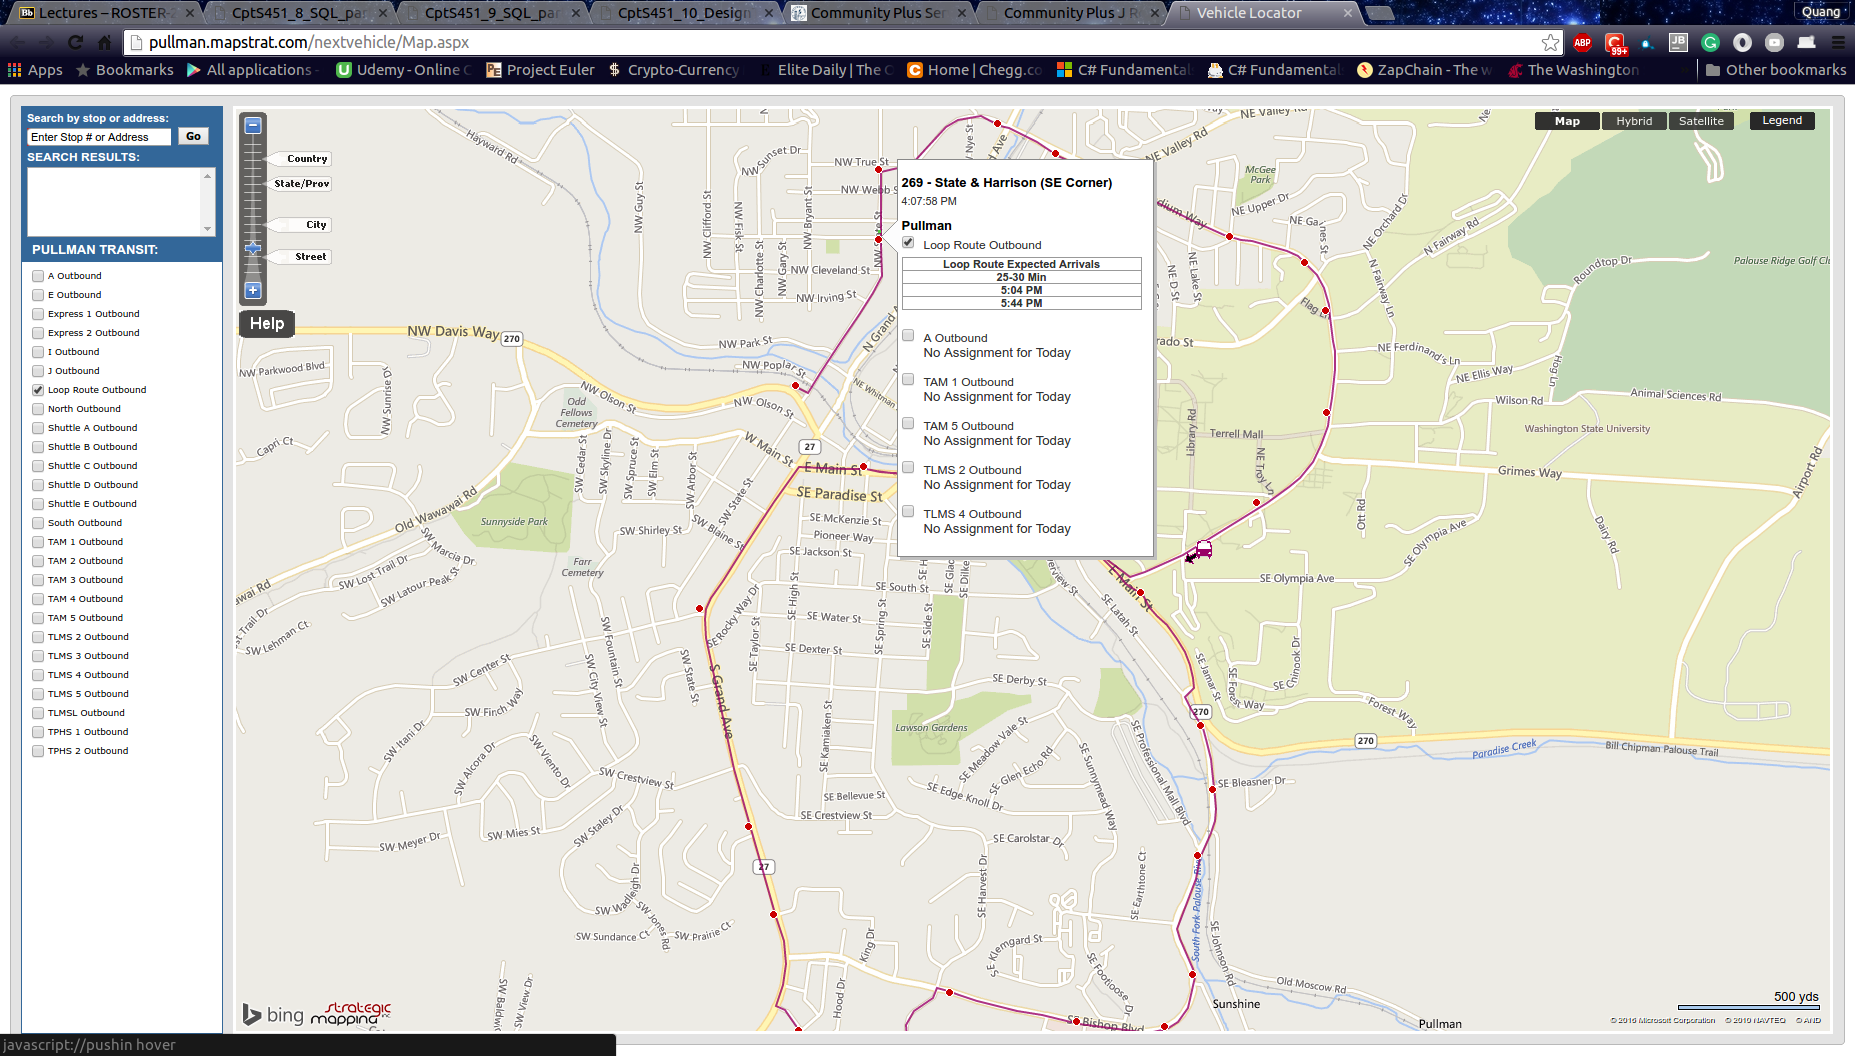 Lectures – ROSTER-2
CptS451_8_SQL_pa
CptS451_9_SQL_pa
CptS451_10_Design
Community Plus Ser
Community Plus J R
Vehicle Locator
Quang
pullman.mapstrat.com/nextvehicle/Map.aspx
ABP
99+
JB
Apps
Bookmarks
All applications
Udemy - Online C
Project Euler
Crypto-Currency
Elite Daily | The C
Home | Chegg.co
C# Fundamental
C# Fundamental
ZapChain - The w
The Washington
Other bookmarks
Search by stop or address:
Enter Stop # or Address
Go
SEARCH RESULTS:
PULLMAN TRANSIT:
A Outbound
E Outbound
Express 1 Outbound
Express 2 Outbound
I Outbound
J Outbound
Loop Route Outbound
North Outbound
Shuttle A Outbound
Shuttle B Outbound
Shuttle C Outbound
Shuttle D Outbound
Shuttle E Outbound
South Outbound
TAM 1 Outbound
TAM 2 Outbound
TAM 3 Outbound
TAM 4 Outbound
TAM 5 Outbound
TLMS 2 Outbound
TLMS 3 Outbound
TLMS 4 Outbound
TLMS 5 Outbound
TLMSL Outbound
TPHS 1 Outbound
TPHS 2 Outbound
Country
State/Prov
City
Street
Help
Map
Hybrid
Satellite
Legend
269 - State & Harrison (SE Corner)
4:07:58 PM
Pullman
Loop Route Outbound
Loop Route Expected Arrivals
25-30 Min
5:04 PM
5:44 PM
A Outbound
No Assignment for Today
TAM 1 Outbound
No Assignment for Today
TAM 5 Outbound
No Assignment for Today
TLMS 2 Outbound
No Assignment for Today
TLMS 4 Outbound
No Assignment for Today
Hayward Rd
NW Guy St
NW Sunset Dr
NW True St
NW Webb S
NW Clifford St
NW Fisk St
NW Bryant St
NW Charlotte St
NW Gary St
NW Cleveland St
NW Irving St
NW Park St
NW Poplar St
NW Davis Way
270
NW Parkwood Blvd
NW Sunrise Dr
NW Olson St
NW Olson St
NE Whitman
N Grand A
Odd
Fellows
Cemetery
Capri Ct
W Main St
27
E Main St
SE Paradise St
SE McKenzie St
Pioneer Way
SE Jackson St
SW Cedar St
SW Skyline Dr
SW Spruce St
SW Elm St
SW Arbor St
SW State St
SW Blaine St
SW Shirley St
Old Wawawai Rd
Sunnyside Park
Farr
Cemetery
SW Marcia Dr
SW Lost Trail Dr
SW Latour Peak St
SW Lehman Ct
SW Center St
SW Finch Way
SW Itani Dr
SW Alcora Dr
SW Viento Dr
SW Fountain St
SW City View St
SW State St
SW Crestview St
SW Staley Dr
SW Mies St
SW Meyer Dr
SW Wadleigh Dr
SW Jones Rd
SW Sundance Ct
SW Prairie Ct
SW View Dr
S Grand Ave
27
SE Rocky Way Dr
SE Taylor St
SE High St
SE South St
SE Water St
SE Spring St
SE Side St
SE Dexter St
SE Derby St
SE Kamiaken St
Lawson Gardens
SE Meadow Vale St
SE Glen Echo Rd
SE Edge Knoll Dr
SE Bellevue St
SE Crestview St
SE Carolstar Dr
SE Sunnymead Way
SE Professional Mall Blvd
SE Harvest Dr
SE Earthtone Ct
SE Klemgard St
SE Footloose Dr
King Dr
Hood Dr
SE Bishop Blvd
South Fork Palouse River
SE Johnson Rd
Old Moscow Rd
Sunshine
Pullman
NE Valley Rd
NE Valley Rd
McGee
Park
NE Upper Dr
NE Orchard Dr
N Fairway Rd
N Fairway Ln
Roundtop Dr
Palouse Ridge Golf Clu
NE Lake St
NE D St
Flag Ln
NE Ferdinand's Ln
NE Ellis Way
Hog Ln
Wilson Rd
Animal Sciences Rd
Washington State University
Terrell Mall
Library Rd
NE Troy Ln
Grimes Way
Airport Rd
Ott Rd
Dairy Rd
SE Olympia Ave
SE Olympia Ave
E Main St
SE Latah St
SE Jamar St
SE Forest Way
SE Chinook Dr
Forest Way
270
270
Paradise Creek
Bill Chipman Palouse Trail
SE Bleasner Dr
500 yds
bing
strategic
mapping
© 2016 Microsoft Corporation © 2010 NAVTEQ © AND
javascript://pushin hover